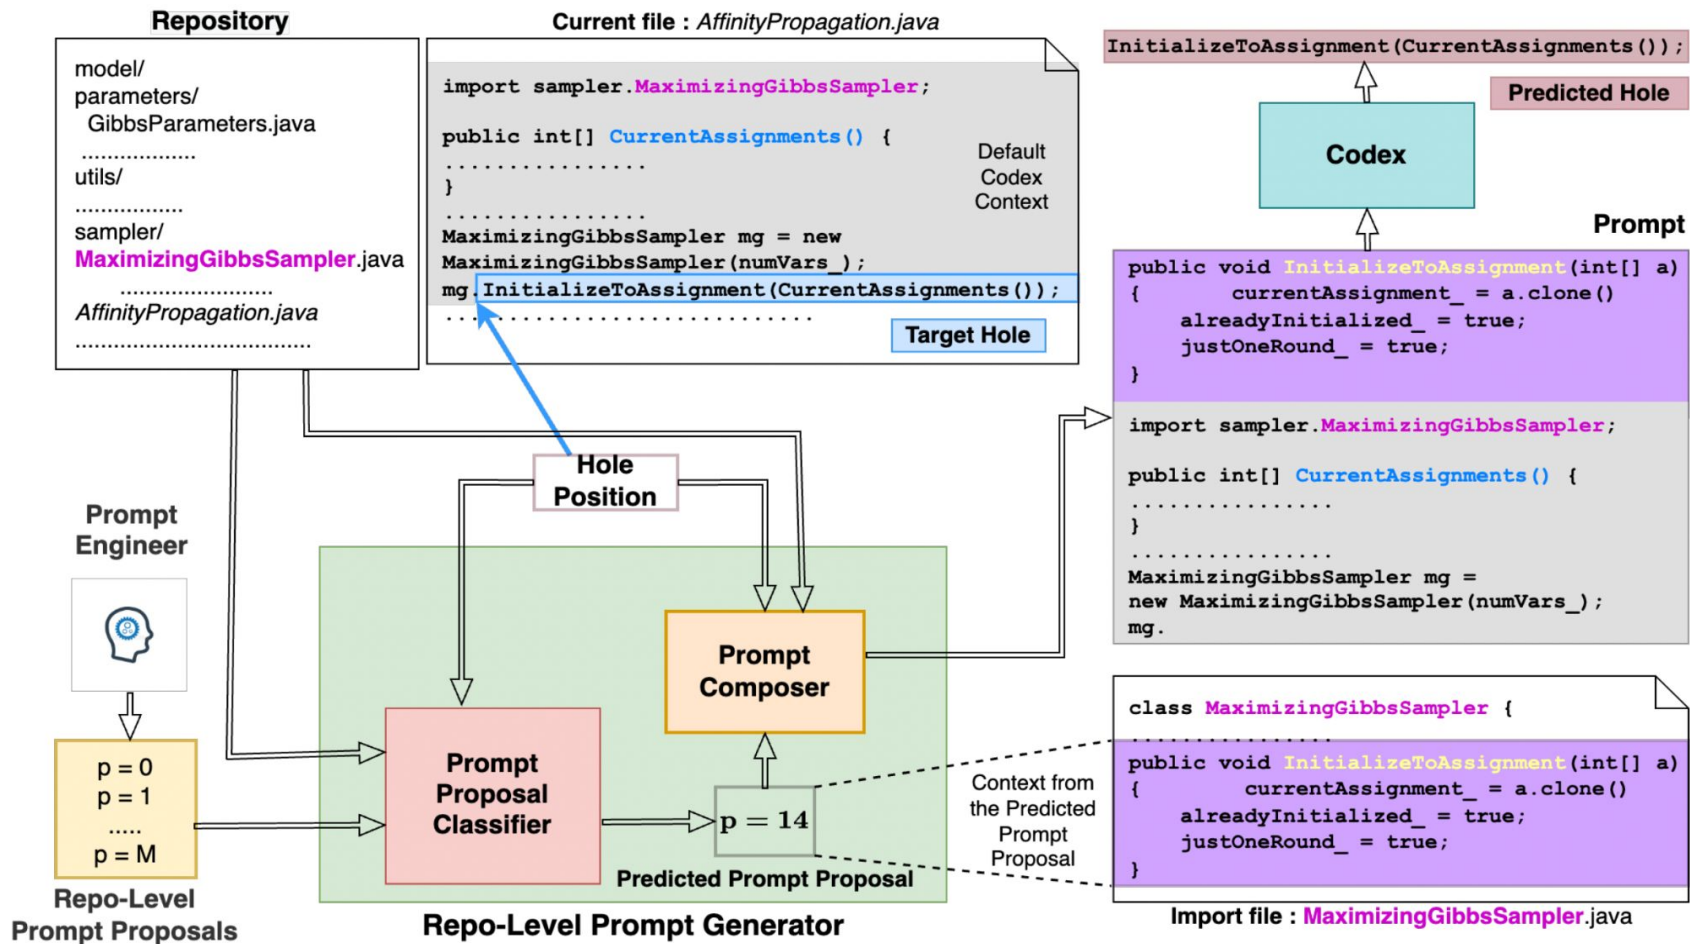 Repository
model/
parameters/
GibbsParameters.java
..................
utils/
.................
sampler/
MaximizingGibbsSampler.java
........................
AffinityPropagation.java
.....................................
Current file : AffinityPropagation.java
import sampler.MaximizingGibbsSampler;
public int[] CurrentAssignments() {
................
}
................
MaximizingGibbsSampler mg = new
MaximizingGibbsSampler(numVars_);
mg.InitializeToAssignment(CurrentAssignments());
.............................
Default
Codex
Context
Target Hole
InitializeToAssignment(CurrentAssignments());
Predicted Hole
Codex
Prompt
public void InitializeToAssignment(int[] a)
{ currentAssignment_ = a.clone()
alreadyInitialized_ = true;
justOneRound_ = true;
}
import sampler.MaximizingGibbsSampler;
public int[] CurrentAssignments() {
................
}
................
MaximizingGibbsSampler mg =
new MaximizingGibbsSampler(numVars_);
mg.
Hole
Position
Prompt
Engineer
p = 0
p = 1
.....
p = M
Repo-Level
Prompt Proposals
Prompt
Proposal
Classifier
Prompt
Composer
p = 14
Predicted Prompt Proposal
Repo-Level Prompt Generator
Context from
the Predicted
Prompt
Proposal
class MaximizingGibbsSampler {
................
public void InitializeToAssignment(int[] a)
{ currentAssignment_ = a.clone()
alreadyInitialized_ = true;
justOneRound_ = true;
}
Import file : MaximizingGibbsSampler.java